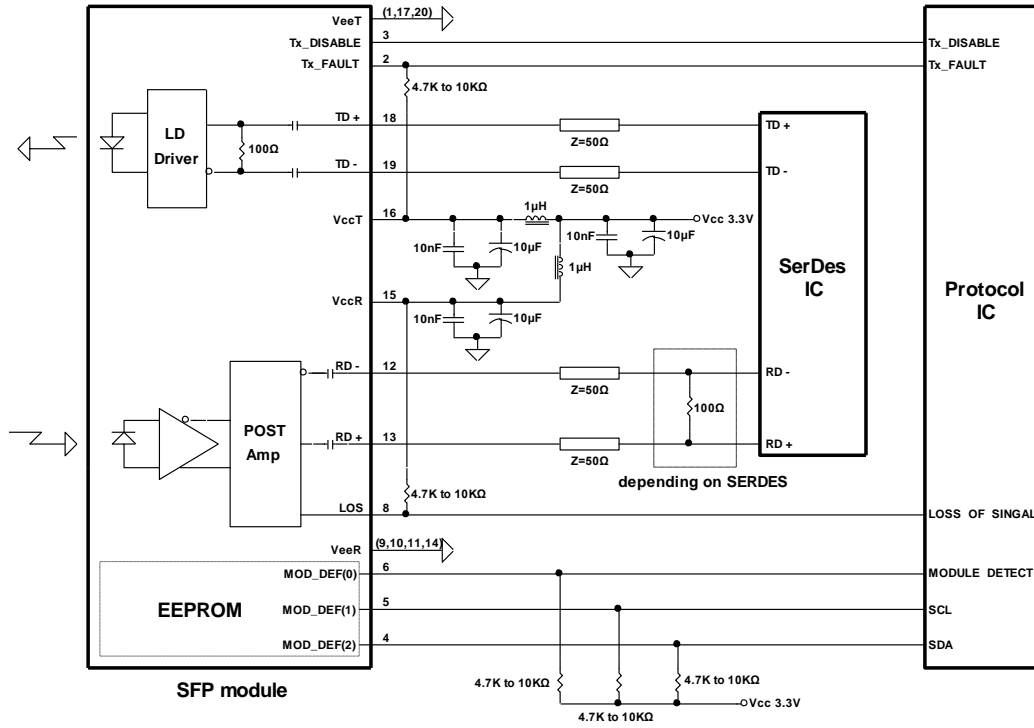 VeeT
(1,17,20)
Tx_DISABLE
3
Tx_DISABLE
Tx_FAULT
2
Tx_FAULT
4.7K to 10KΩ
LD
Driver
100Ω
TD +
18
Z=50Ω
TD +
TD -
19
Z=50Ω
TD -
VccT
16
1μH
Vcc 3.3V
10nF
10μF
10nF
10μF
1μH
SerDes
IC
Protocol
IC
VccR
15
10nF
10μF
RD -
12
Z=50Ω
RD -
100Ω
POST
Amp
RD +
13
Z=50Ω
RD +
depending on SERDES
4.7K to 10KΩ
LOS
8
LOSS OF SINGAL
VeeR
(9,10,11,14)
MOD_DEF(0)
6
MODULE DETECT
EEPROM
MOD_DEF(1)
5
SCL
MOD_DEF(2)
4
SDA
SFP module
4.7K to 10KΩ
4.7K to 10KΩ
4.7K to 10KΩ
Vcc 3.3V